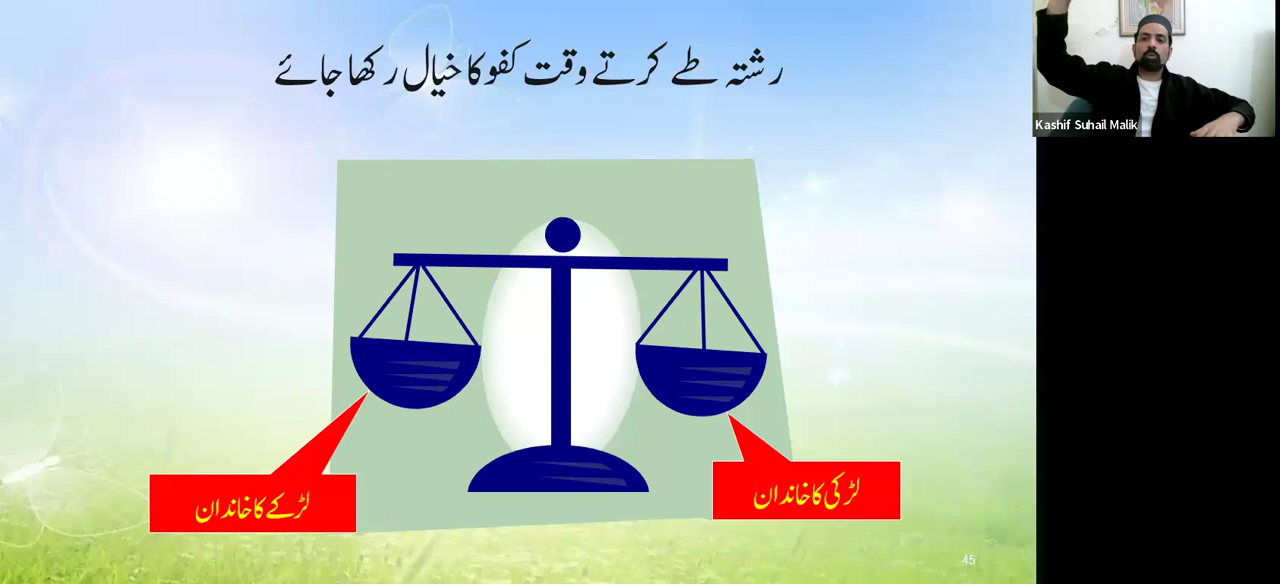 رشتہ طے کرتے وقت کفو کا خیال رکھا جائے
Kashif Suhail Malik
لڑکے کا خاندان
لڑکی کا خاندان
45